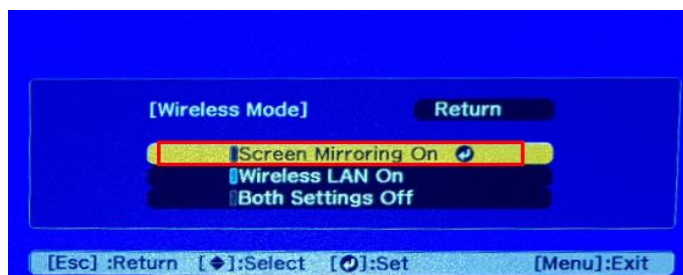 [Wireless Mode] Return
Screen Mirroring On
Wireless LAN On
Both Settings Off
[Esc] :Return [◆]:Select [↵]:Set [Menu]:Exit